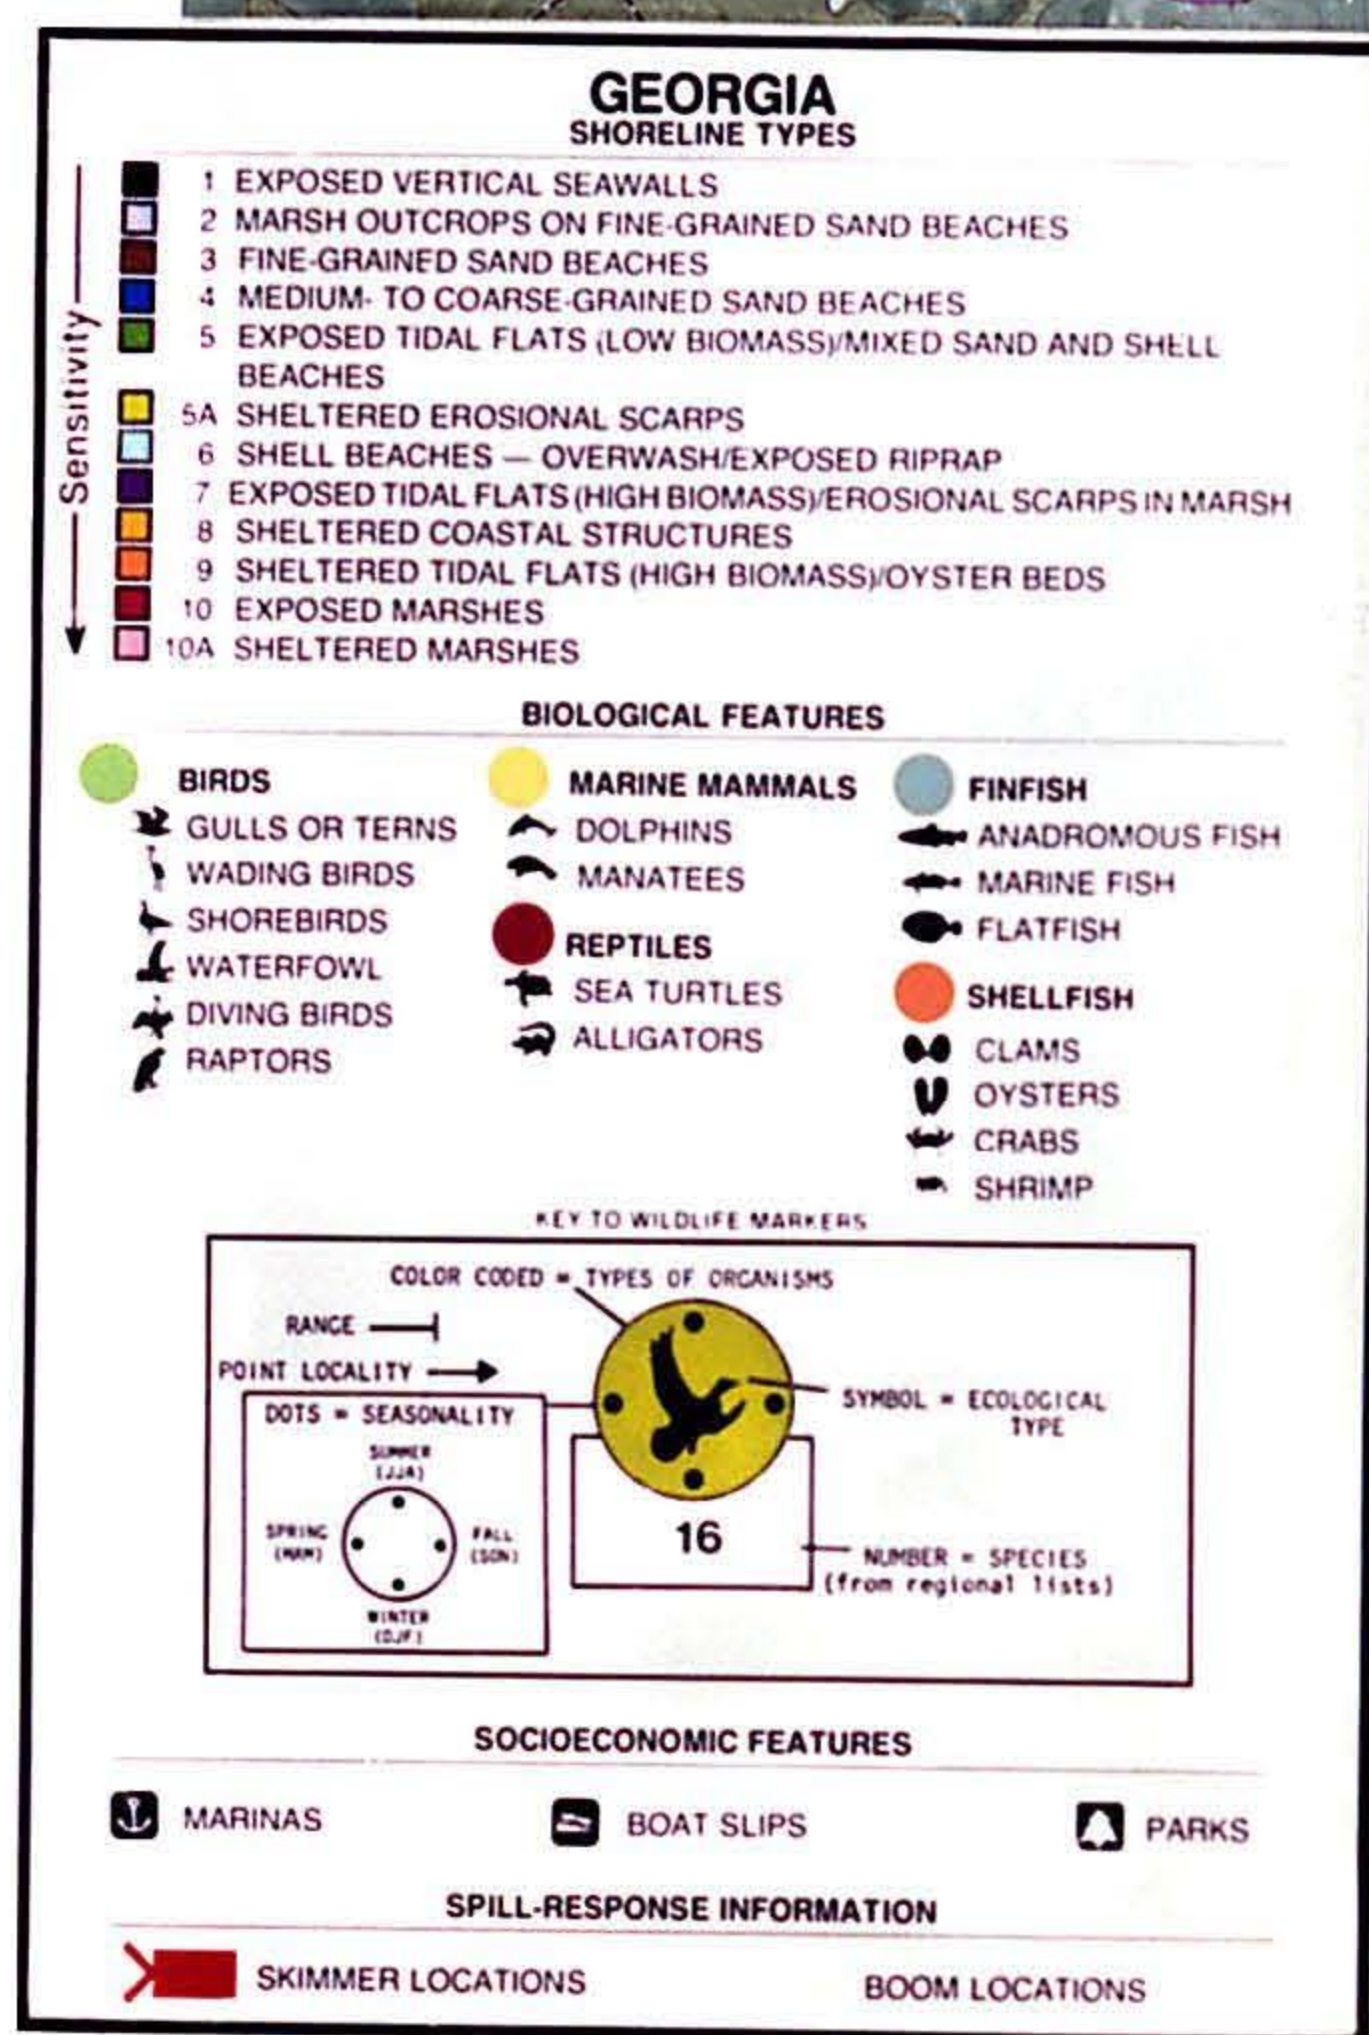 GEORGIA
SHORELINE TYPES
Sensitivity
1 EXPOSED VERTICAL SEAWALLS
2 MARSH OUTCROPS ON FINE-GRAINED SAND BEACHES
3 FINE-GRAINED SAND BEACHES
4 MEDIUM- TO COARSE-GRAINED SAND BEACHES
5 EXPOSED TIDAL FLATS (LOW BIOMASS)/MIXED SAND AND SHELL
BEACHES
5A SHELTERED EROSIONAL SCARPS
6 SHELL BEACHES — OVERWASH/EXPOSED RIPRAP
7 EXPOSED TIDAL FLATS (HIGH BIOMASS)/EROSIONAL SCARPS IN MARSH
8 SHELTERED COASTAL STRUCTURES
9 SHELTERED TIDAL FLATS (HIGH BIOMASS)/OYSTER BEDS
10 EXPOSED MARSHES
10A SHELTERED MARSHES
BIOLOGICAL FEATURES
BIRDS
GULLS OR TERNS
WADING BIRDS
SHOREBIRDS
WATERFOWL
DIVING BIRDS
RAPTORS
MARINE MAMMALS
DOLPHINS
MANATEES
REPTILES
SEA TURTLES
ALLIGATORS
FINFISH
ANADROMOUS FISH
MARINE FISH
FLATFISH
SHELLFISH
CLAMS
OYSTERS
CRABS
SHRIMP
KEY TO WILDLIFE MARKERS
COLOR CODED = TYPES OF ORGANISMS
RANGE
POINT LOCALITY
DOTS = SEASONALITY
SUMMER
(JJA)
SPRING
(MAM)
FALL
(SON)
WINTER
(DJF)
SYMBOL = ECOLOGICAL
TYPE
16
NUMBER = SPECIES
(from regional lists)
SOCIOECONOMIC FEATURES
MARINAS
BOAT SLIPS
PARKS
SPILL-RESPONSE INFORMATION
SKIMMER LOCATIONS
BOOM LOCATIONS